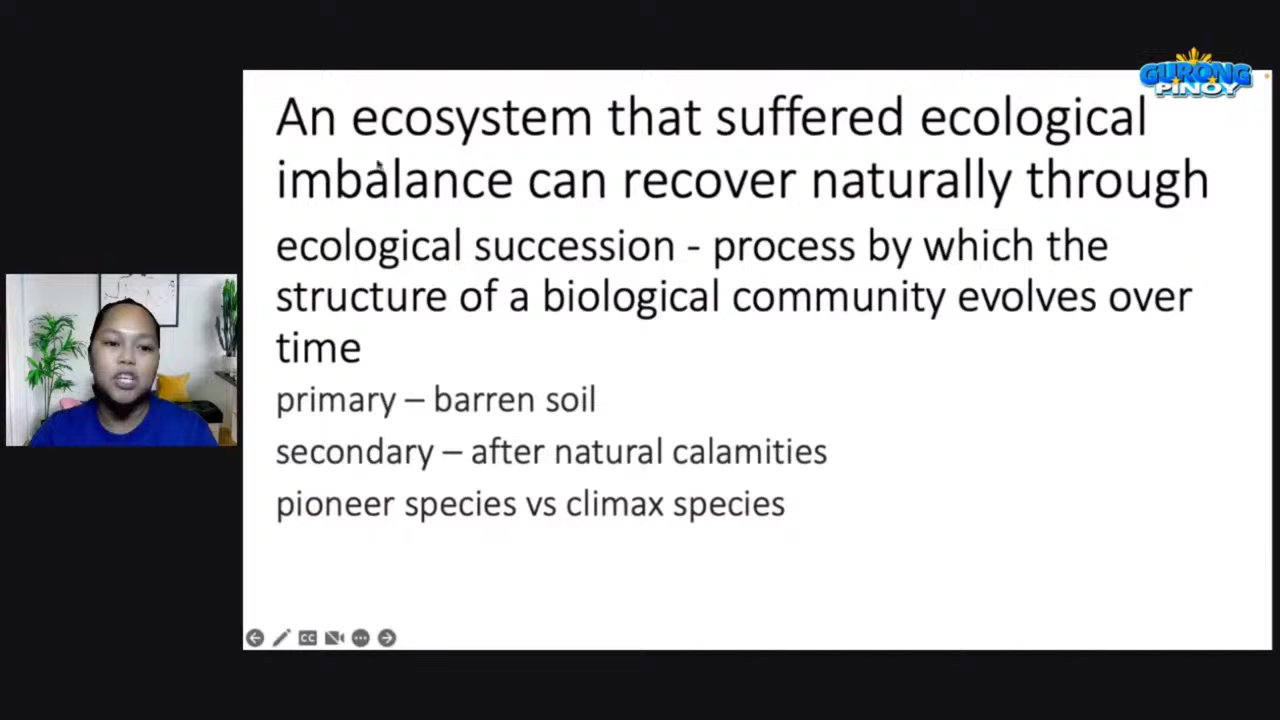 GURONG
PINOY
An ecosystem that suffered ecological
imbalance can recover naturally through
ecological succession - process by which the
structure of a biological community evolves over
time
primary – barren soil
secondary – after natural calamities
pioneer species vs climax species
CC